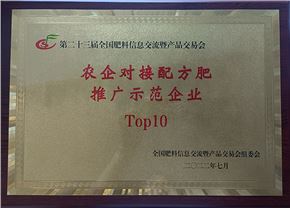 第二十三届全国肥料信息交流暨产品交易会
农企对接配方肥
推广示范企业
Top10
全国肥料信息交流暨产品交易会组委会
二〇二二年七月